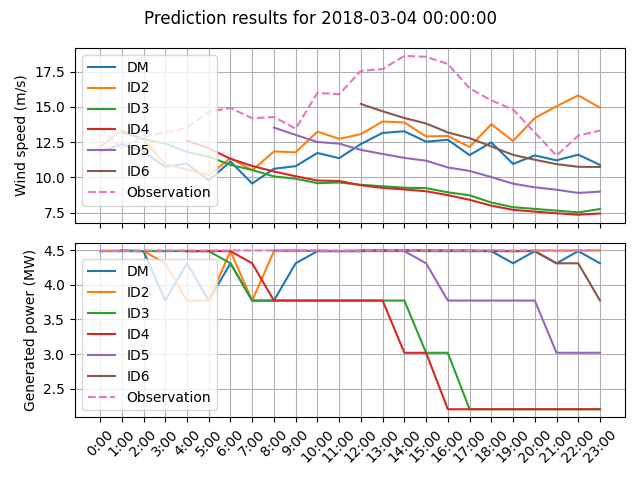 Prediction results for 2018-03-04 00:00:00
Wind speed (m/s)
17.5
15.0
12.5
10.0
7.5
DM
ID2
ID3
ID4
ID5
ID6
Observation
Generated power (MW)
4.5
4.0
3.5
3.0
2.5
DM
ID2
ID3
ID4
ID5
ID6
Observation
0:00 1:00 2:00 3:00 4:00 5:00 6:00 7:00 8:00 9:00 10:00 11:00 12:00 13:00 14:00 15:00 16:00 17:00 18:00 19:00 20:00 21:00 22:00 23:00